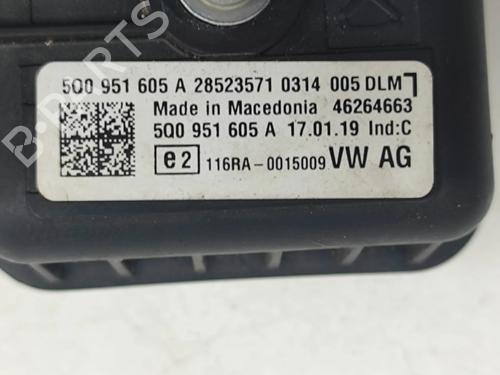 5Q0 951 605 A 28523571 0314 005 DLM
Made in Macedonia 46264663
5Q0 951 605 A 17.01.19 Ind:C
e2 116RA-0015009 VW AG
B-PARTS